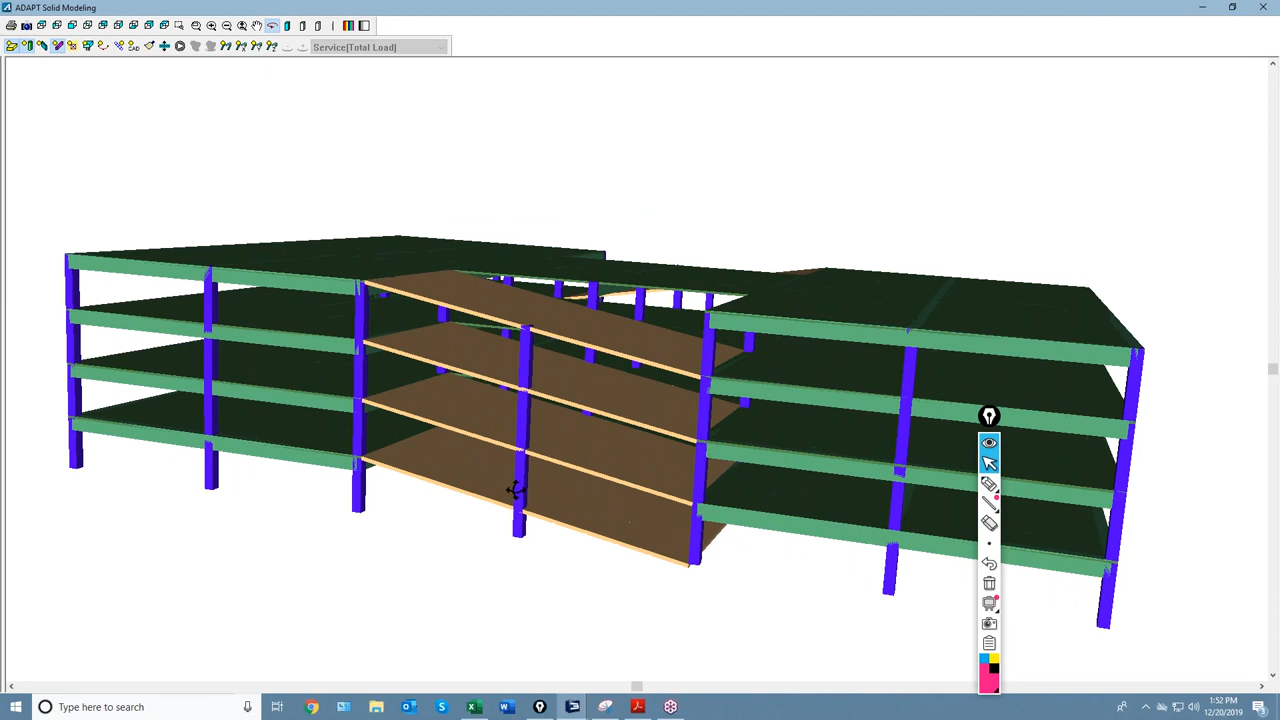 ADAPT Solid Modeling
Service(Total Load)
Type here to search
1:52 PM
12/20/2019